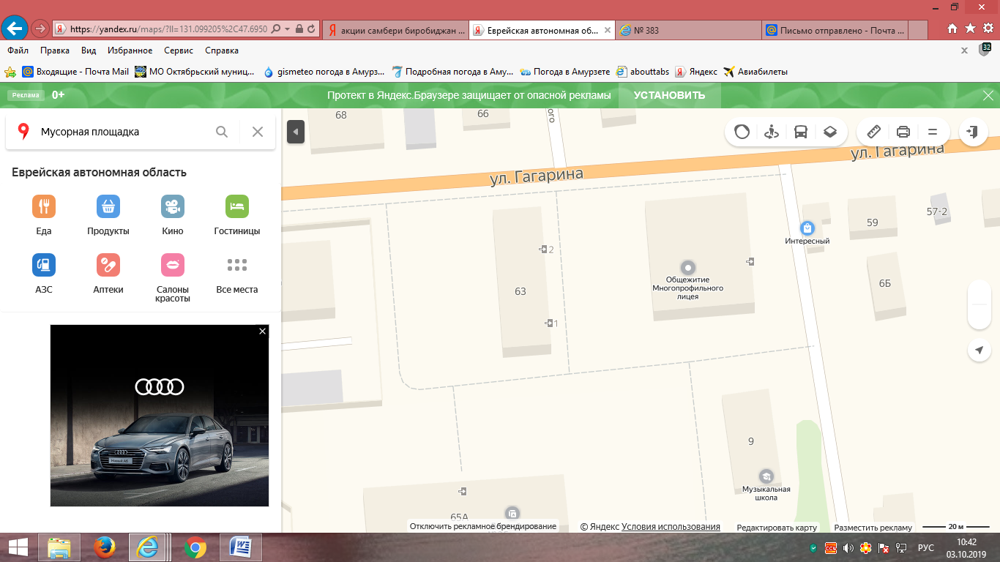 https://yandex.ru/maps/?ll=131.099205%2C47.6950
акции самбери биробиджан ...
Еврейская автономная об...
№ 383
Письмо отправлено - Почта ...
Файл Правка Вид Избранное Сервис Справка
32
Входящие - Почта Mail МО Октябрьский муниц... gismeteo погода в Амурз... Подробная погода в Аму... Погода в Амурзете abouttabs Яндекс Авиабилеты
Реклама 0+ Протект в Яндекс.Браузере защищает от опасной рекламы УСТАНОВИТЬ
Мусорная площадка
Еврейская автономная область
Еда Продукты Кино Гостиницы
АЗС Аптеки Салоны красоты Все места
Новый A6
68
66
ого
ул. Гагарина
ул. Гагарина
57-2
59
Интересный
2
63
1
Общежитие
Многопрофильного
лицея
6Б
9
Музыкальная
школа
65А
Отключить рекламное брендирование
© Яндекс Условия использования
Редактировать карту
Разместить рекламу
20 м
РУС
10:42
03.10.2019